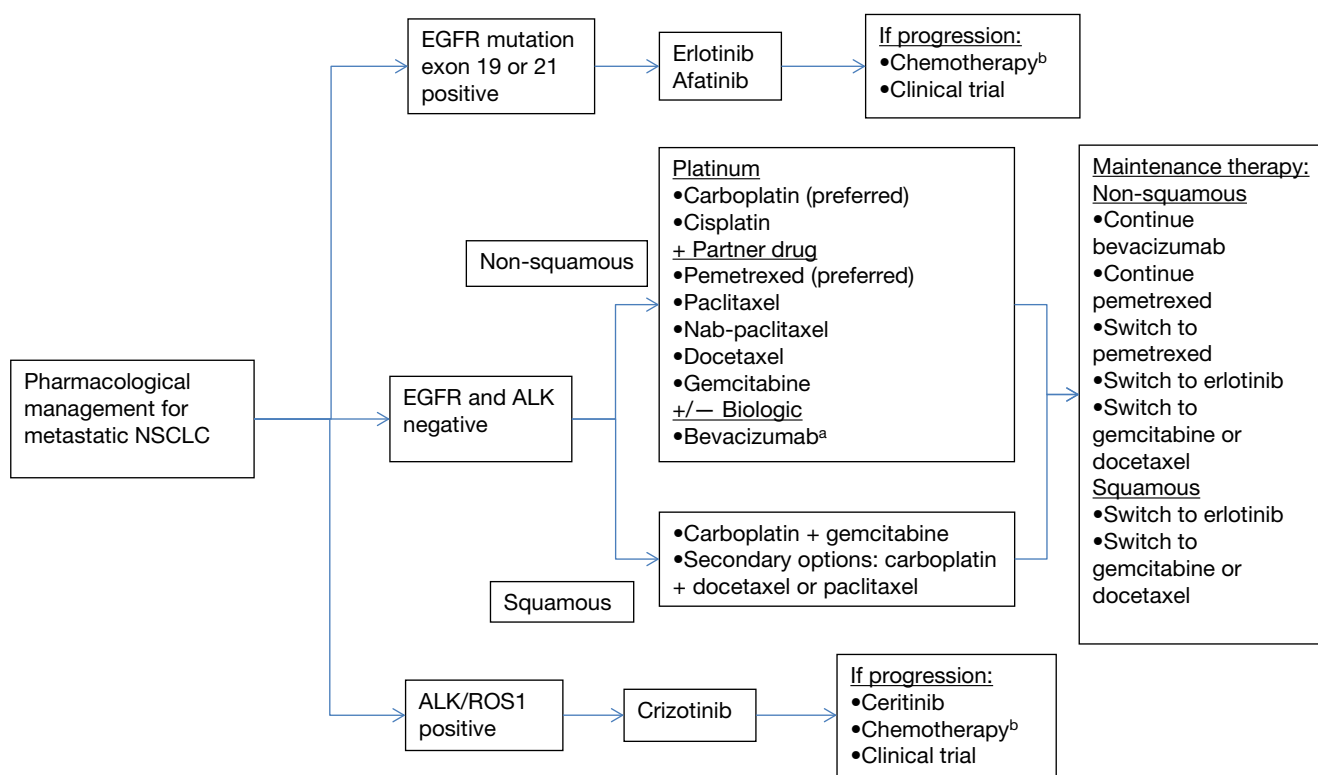 EGFR mutation
exon 19 or 21
positive
Erlotinib
Afatinib
If progression:
•Chemotherapyᵇ
•Clinical trial
Pharmacological
management for
metastatic NSCLC
EGFR and ALK
negative
Non-squamous
Platinum
•Carboplatin (preferred)
•Cisplatin
+ Partner drug
•Pemetrexed (preferred)
•Paclitaxel
•Nab-paclitaxel
•Docetaxel
•Gemcitabine
+/— Biologic
•Bevacizumabᵃ
Squamous
•Carboplatin + gemcitabine
•Secondary options: carboplatin
+ docetaxel or paclitaxel
Maintenance therapy:
Non-squamous
•Continue
bevacizumab
•Continue
pemetrexed
•Switch to
pemetrexed
•Switch to erlotinib
•Switch to
gemcitabine or
docetaxel
Squamous
•Switch to erlotinib
•Switch to
gemcitabine or
docetaxel
ALK/ROS1
positive
Crizotinib
If progression:
•Ceritinib
•Chemotherapyᵇ
•Clinical trial